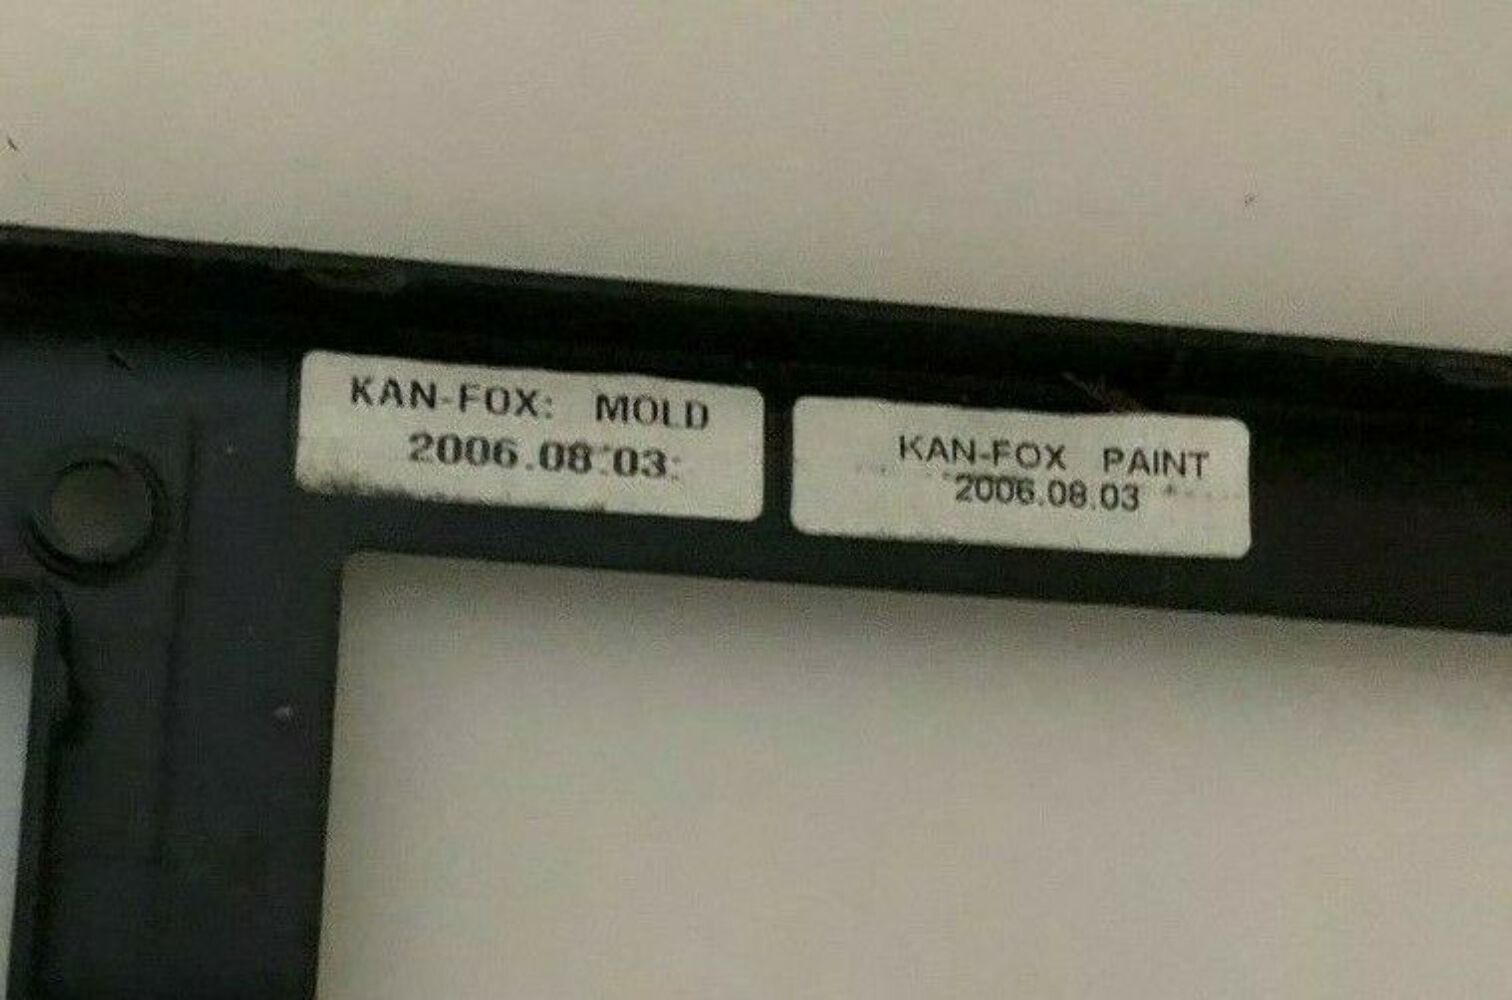 KAN-FOX: MOLD
2006.08.03
KAN-FOX PAINT
2006.08.03